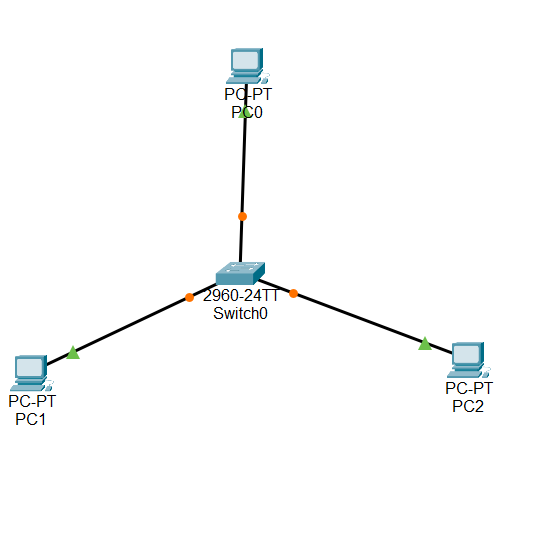 PC-PT
PC0
2960-24TT
Switch0
PC-PT
PC1
PC-PT
PC2